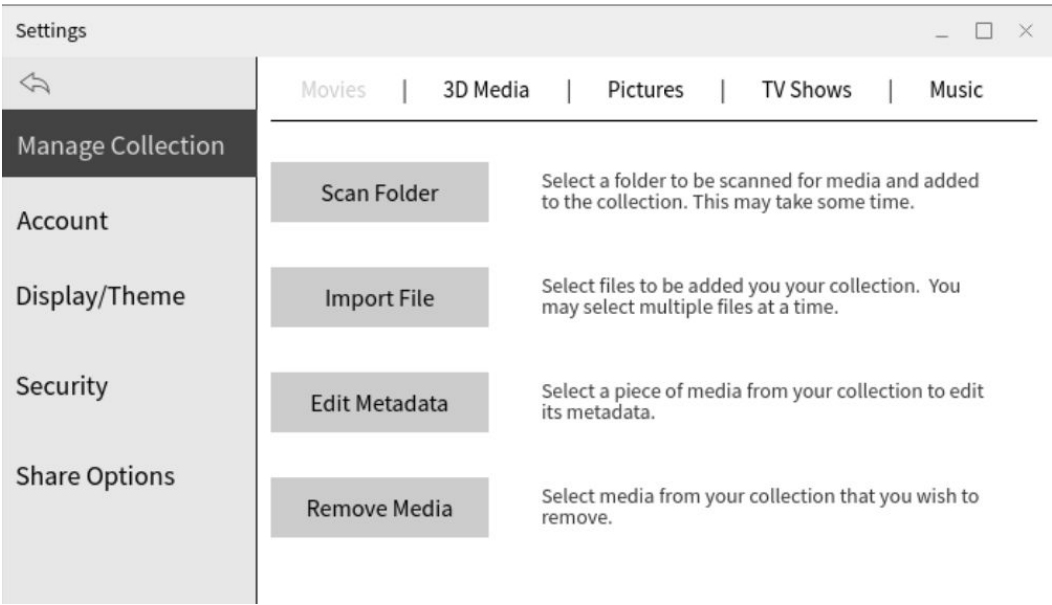 Settings
Movies | 3D Media | Pictures | TV Shows | Music
Manage Collection
Account
Display/Theme
Security
Share Options
Scan Folder
Select a folder to be scanned for media and added
to the collection. This may take some time.
Import File
Select files to be added you your collection.  You
may select multiple files at a time.
Edit Metadata
Select a piece of media from your collection to edit
its metadata.
Remove Media
Select media from your collection that you wish to
remove.